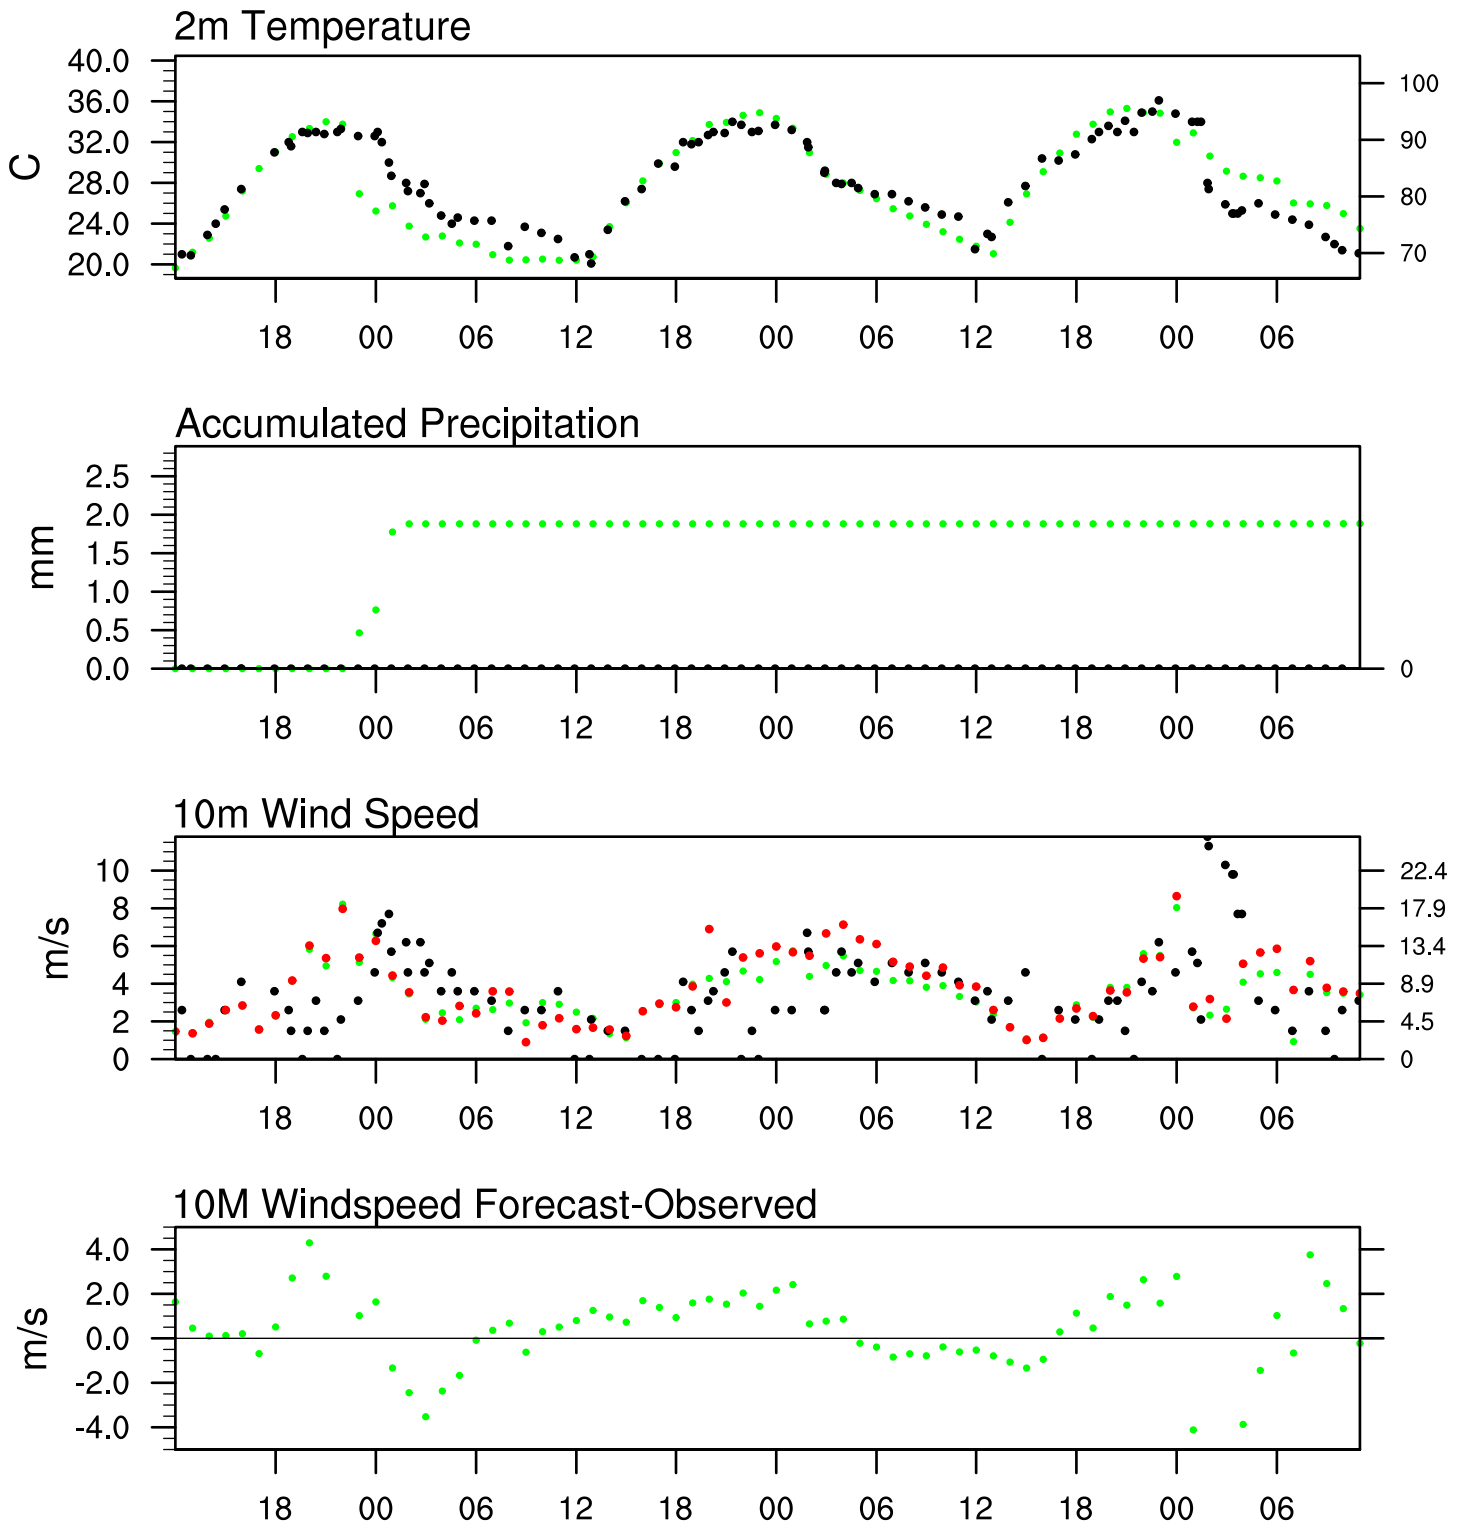 2m Temperature
40.0
36.0
32.0
28.0
24.0
20.0
C
100
90
80
70
18 00 06 12 18 00 06 12 18 00 06
Accumulated Precipitation
2.5
2.0
1.5
1.0
0.5
0.0
mm
0
18 00 06 12 18 00 06 12 18 00 06
10m Wind Speed
10
8
6
4
2
0
m/s
22.4
17.9
13.4
8.9
4.5
0
18 00 06 12 18 00 06 12 18 00 06
10M Windspeed Forecast-Observed
4.0
2.0
0.0
-2.0
-4.0
m/s
18 00 06 12 18 00 06 12 18 00 06